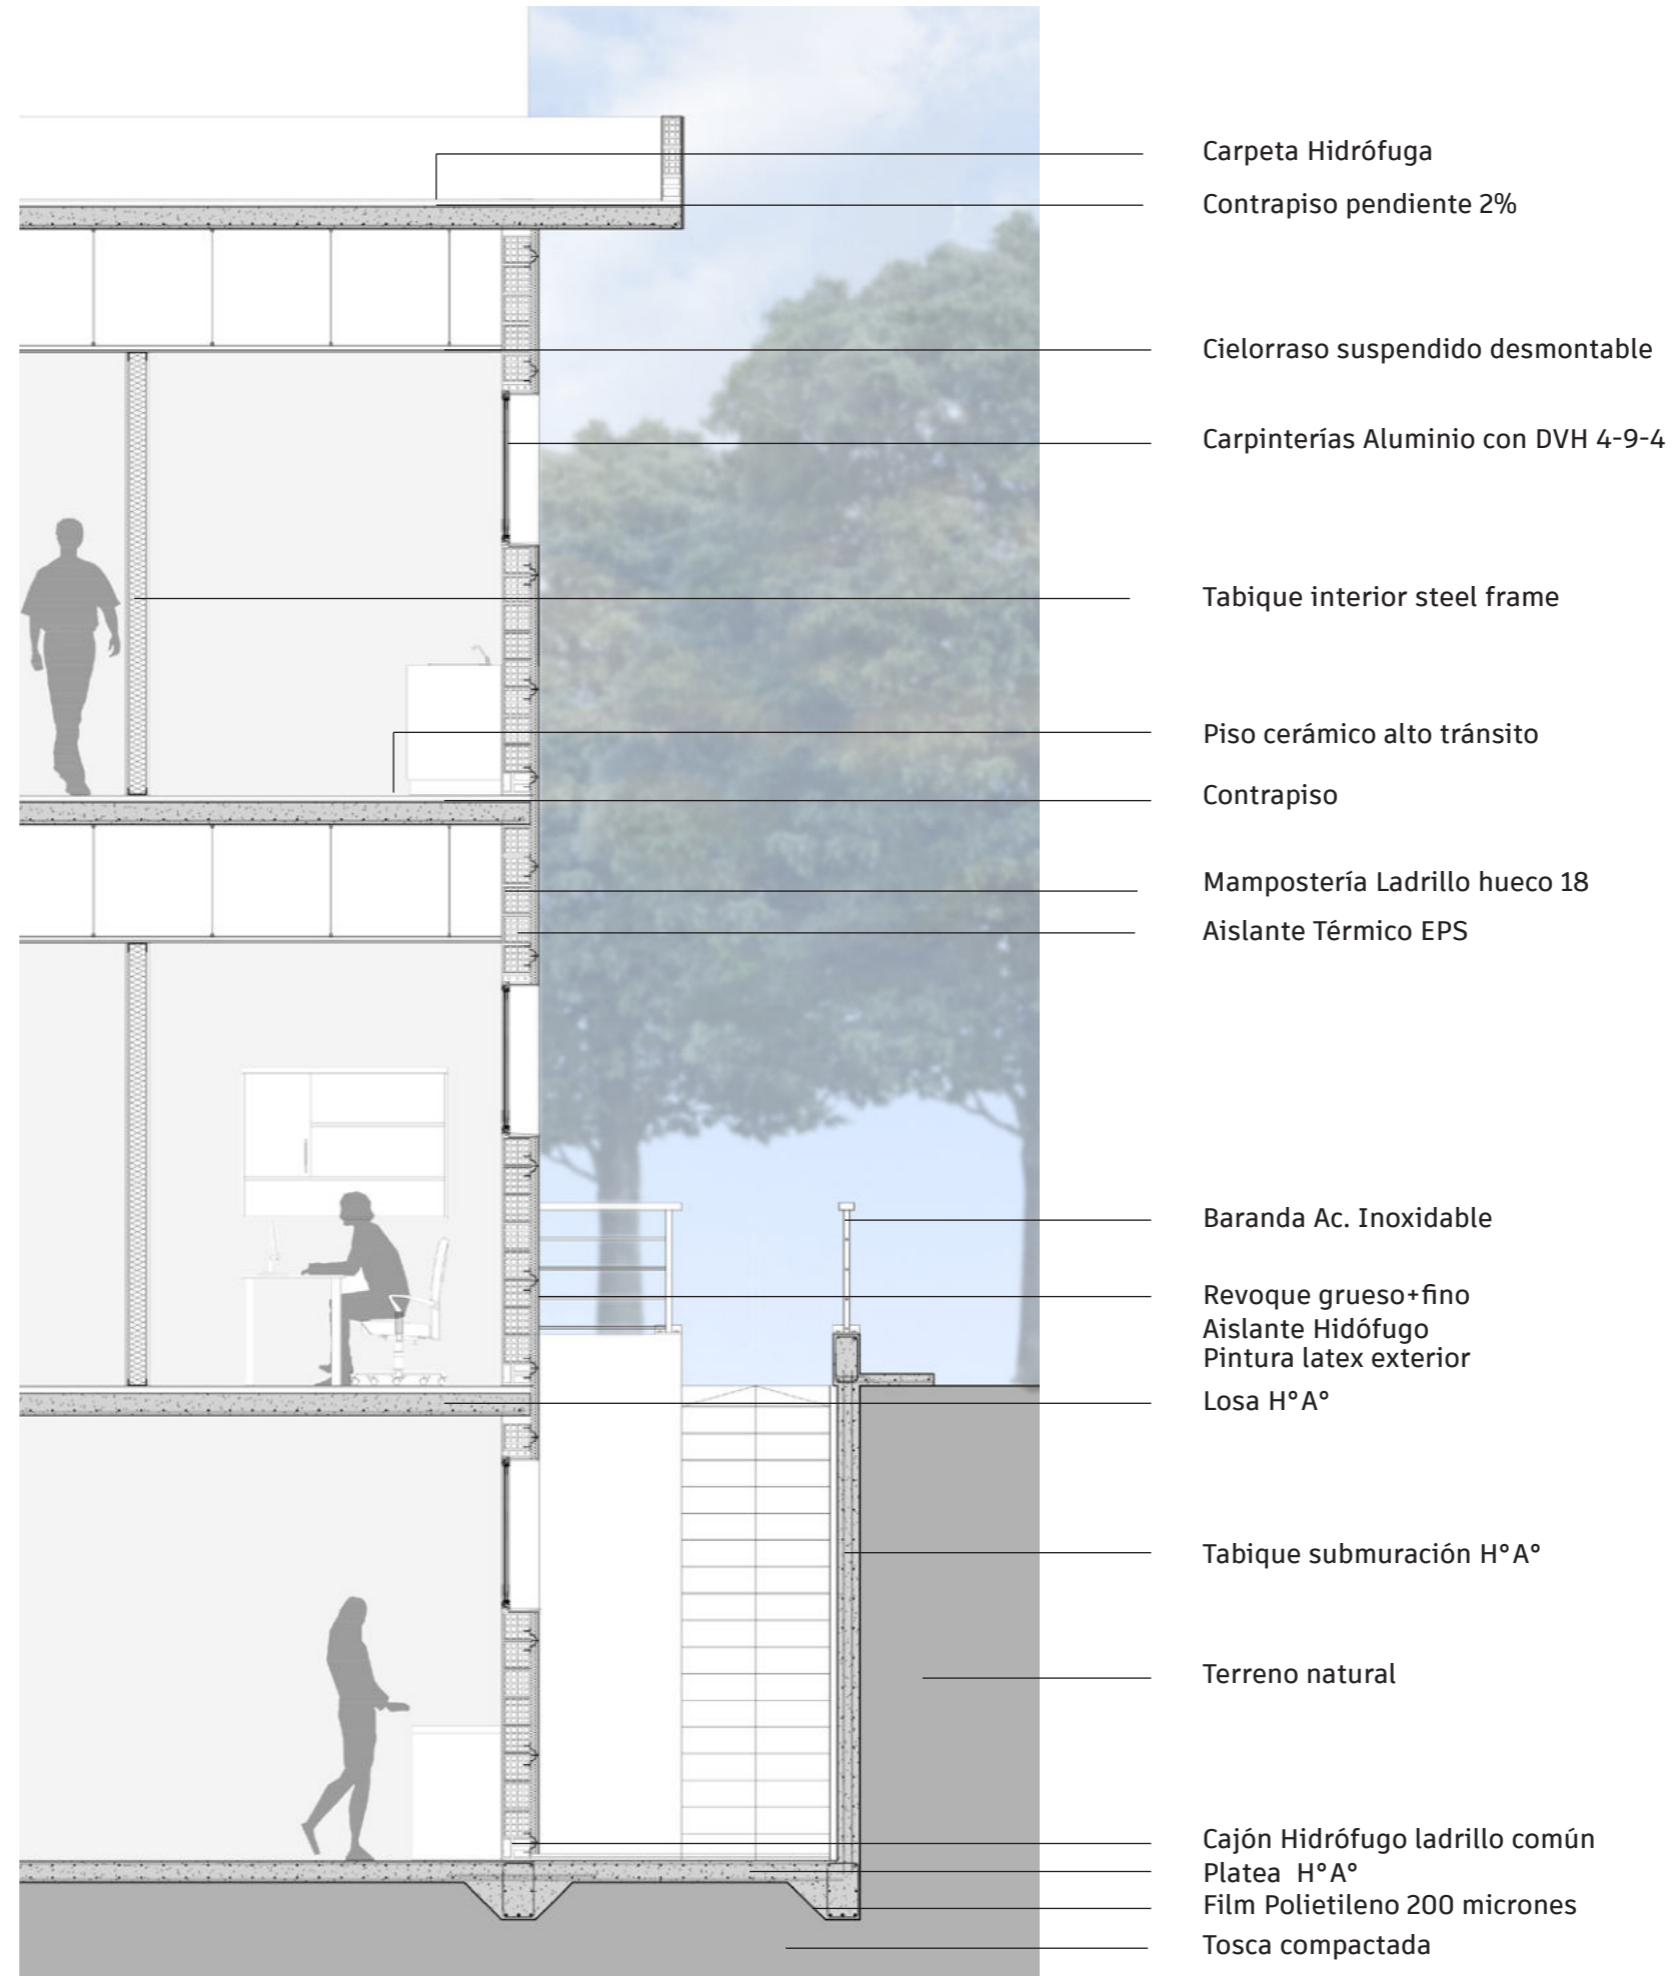 Carpeta Hidrófuga
Contrapiso pendiente 2%
Cielorraso suspendido desmontable
Carpinterías Aluminio con DVH 4-9-4
Tabique interior steel frame
Piso cerámico alto tránsito
Contrapiso
Mampostería Ladrillo hueco 18
Aislante Térmico EPS
Baranda Ac. Inoxidable
Revoque grueso+fino
Aislante Hidófugo
Pintura latex exterior
Losa H°A°
Tabique submuración H°A°
Terreno natural
Cajón Hidrófugo ladrillo común
Platea H°A°
Film Polietileno 200 micrones
Tosca compactada